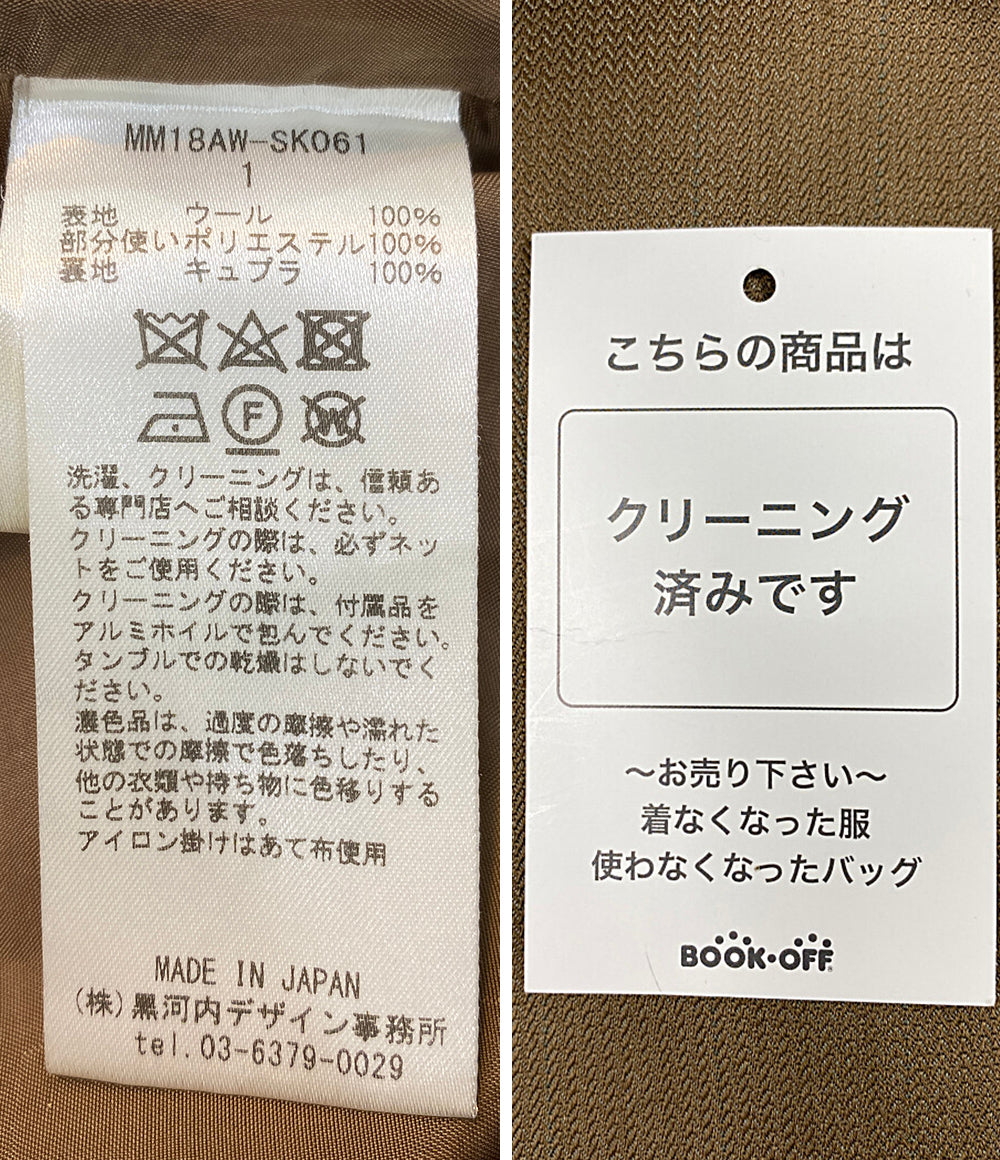 MM18AW-SK061
1
表地 ウール 100%
部分使い ポリエステル 100%
裏地 キュプラ 100%
F
W
洗濯、クリーニングは、信頼あ
る専門店へご相談ください。
クリーニングの際は、必ずネッ
トをご使用ください。
クリーニングの際は、付属品を
アルミホイルで包んでください。
タンブルでの乾燥はしないでく
ださい。
濃色品は、過度の摩擦や濡れた
状態での摩擦で色落ちしたり、
他の衣類や持ち物に色移りする
ことがあります。
アイロン掛けはあて布使用
MADE IN JAPAN
(株)黒河内デザイン事務所
tel.03-6379-0029
こちらの商品は
クリーニング
済みです
～お売り下さい～
着なくなった服
使わなくなったバッグ
BOOK・OFF